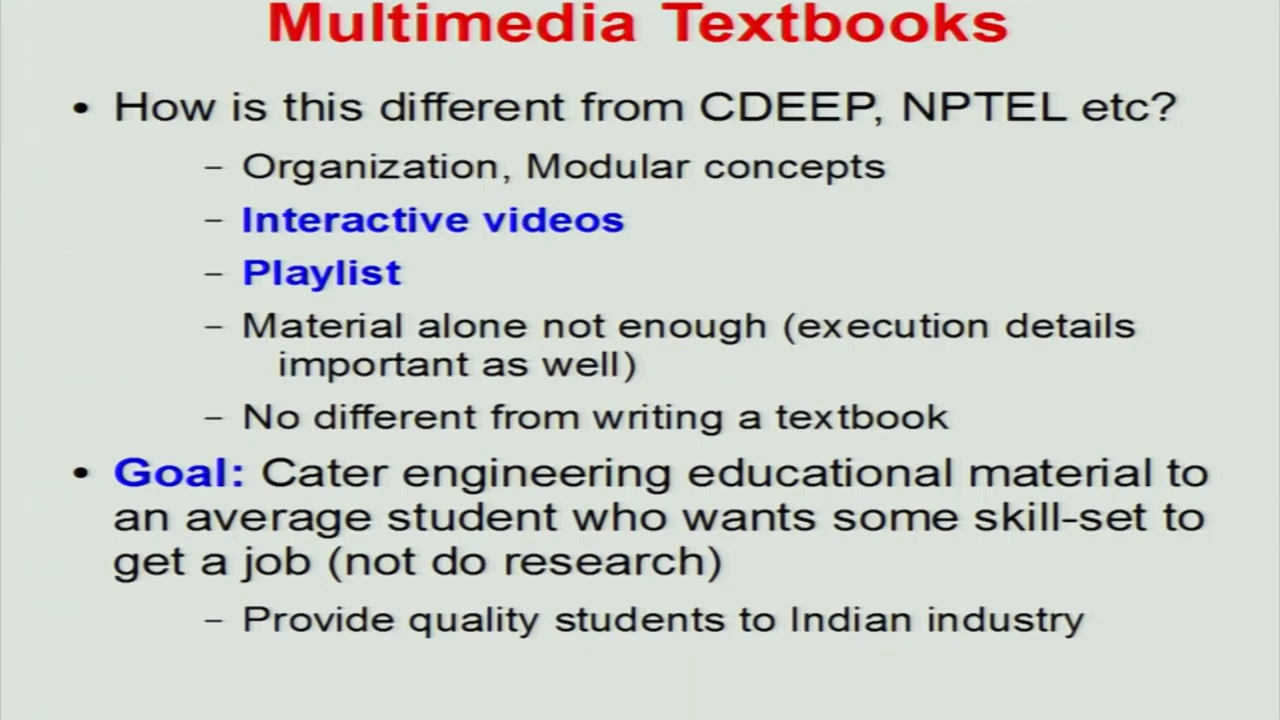 Multimedia Textbooks
• How is this different from CDEEP, NPTEL etc?
– Organization, Modular concepts
– Interactive videos
– Playlist
– Material alone not enough (execution details
important as well)
– No different from writing a textbook
• Goal: Cater engineering educational material to
an average student who wants some skill-set to
get a job (not do research)
– Provide quality students to Indian industry